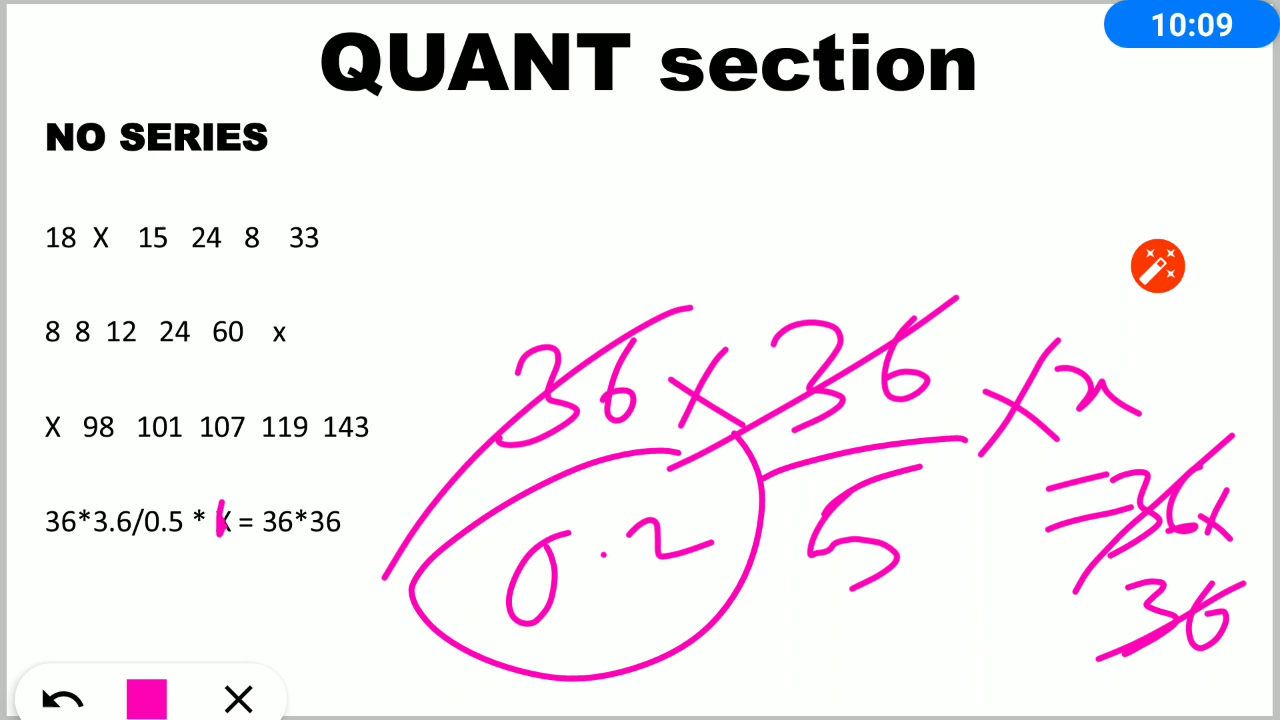 10:09
QUANT section
NO SERIES
18 X 15 24 8 33
8 8 12 24 60 x
X 98 101 107 119 143
36*3.6/0.5 * X = 36*36
36 x 36 x x
5
= 36 x
36
0.2